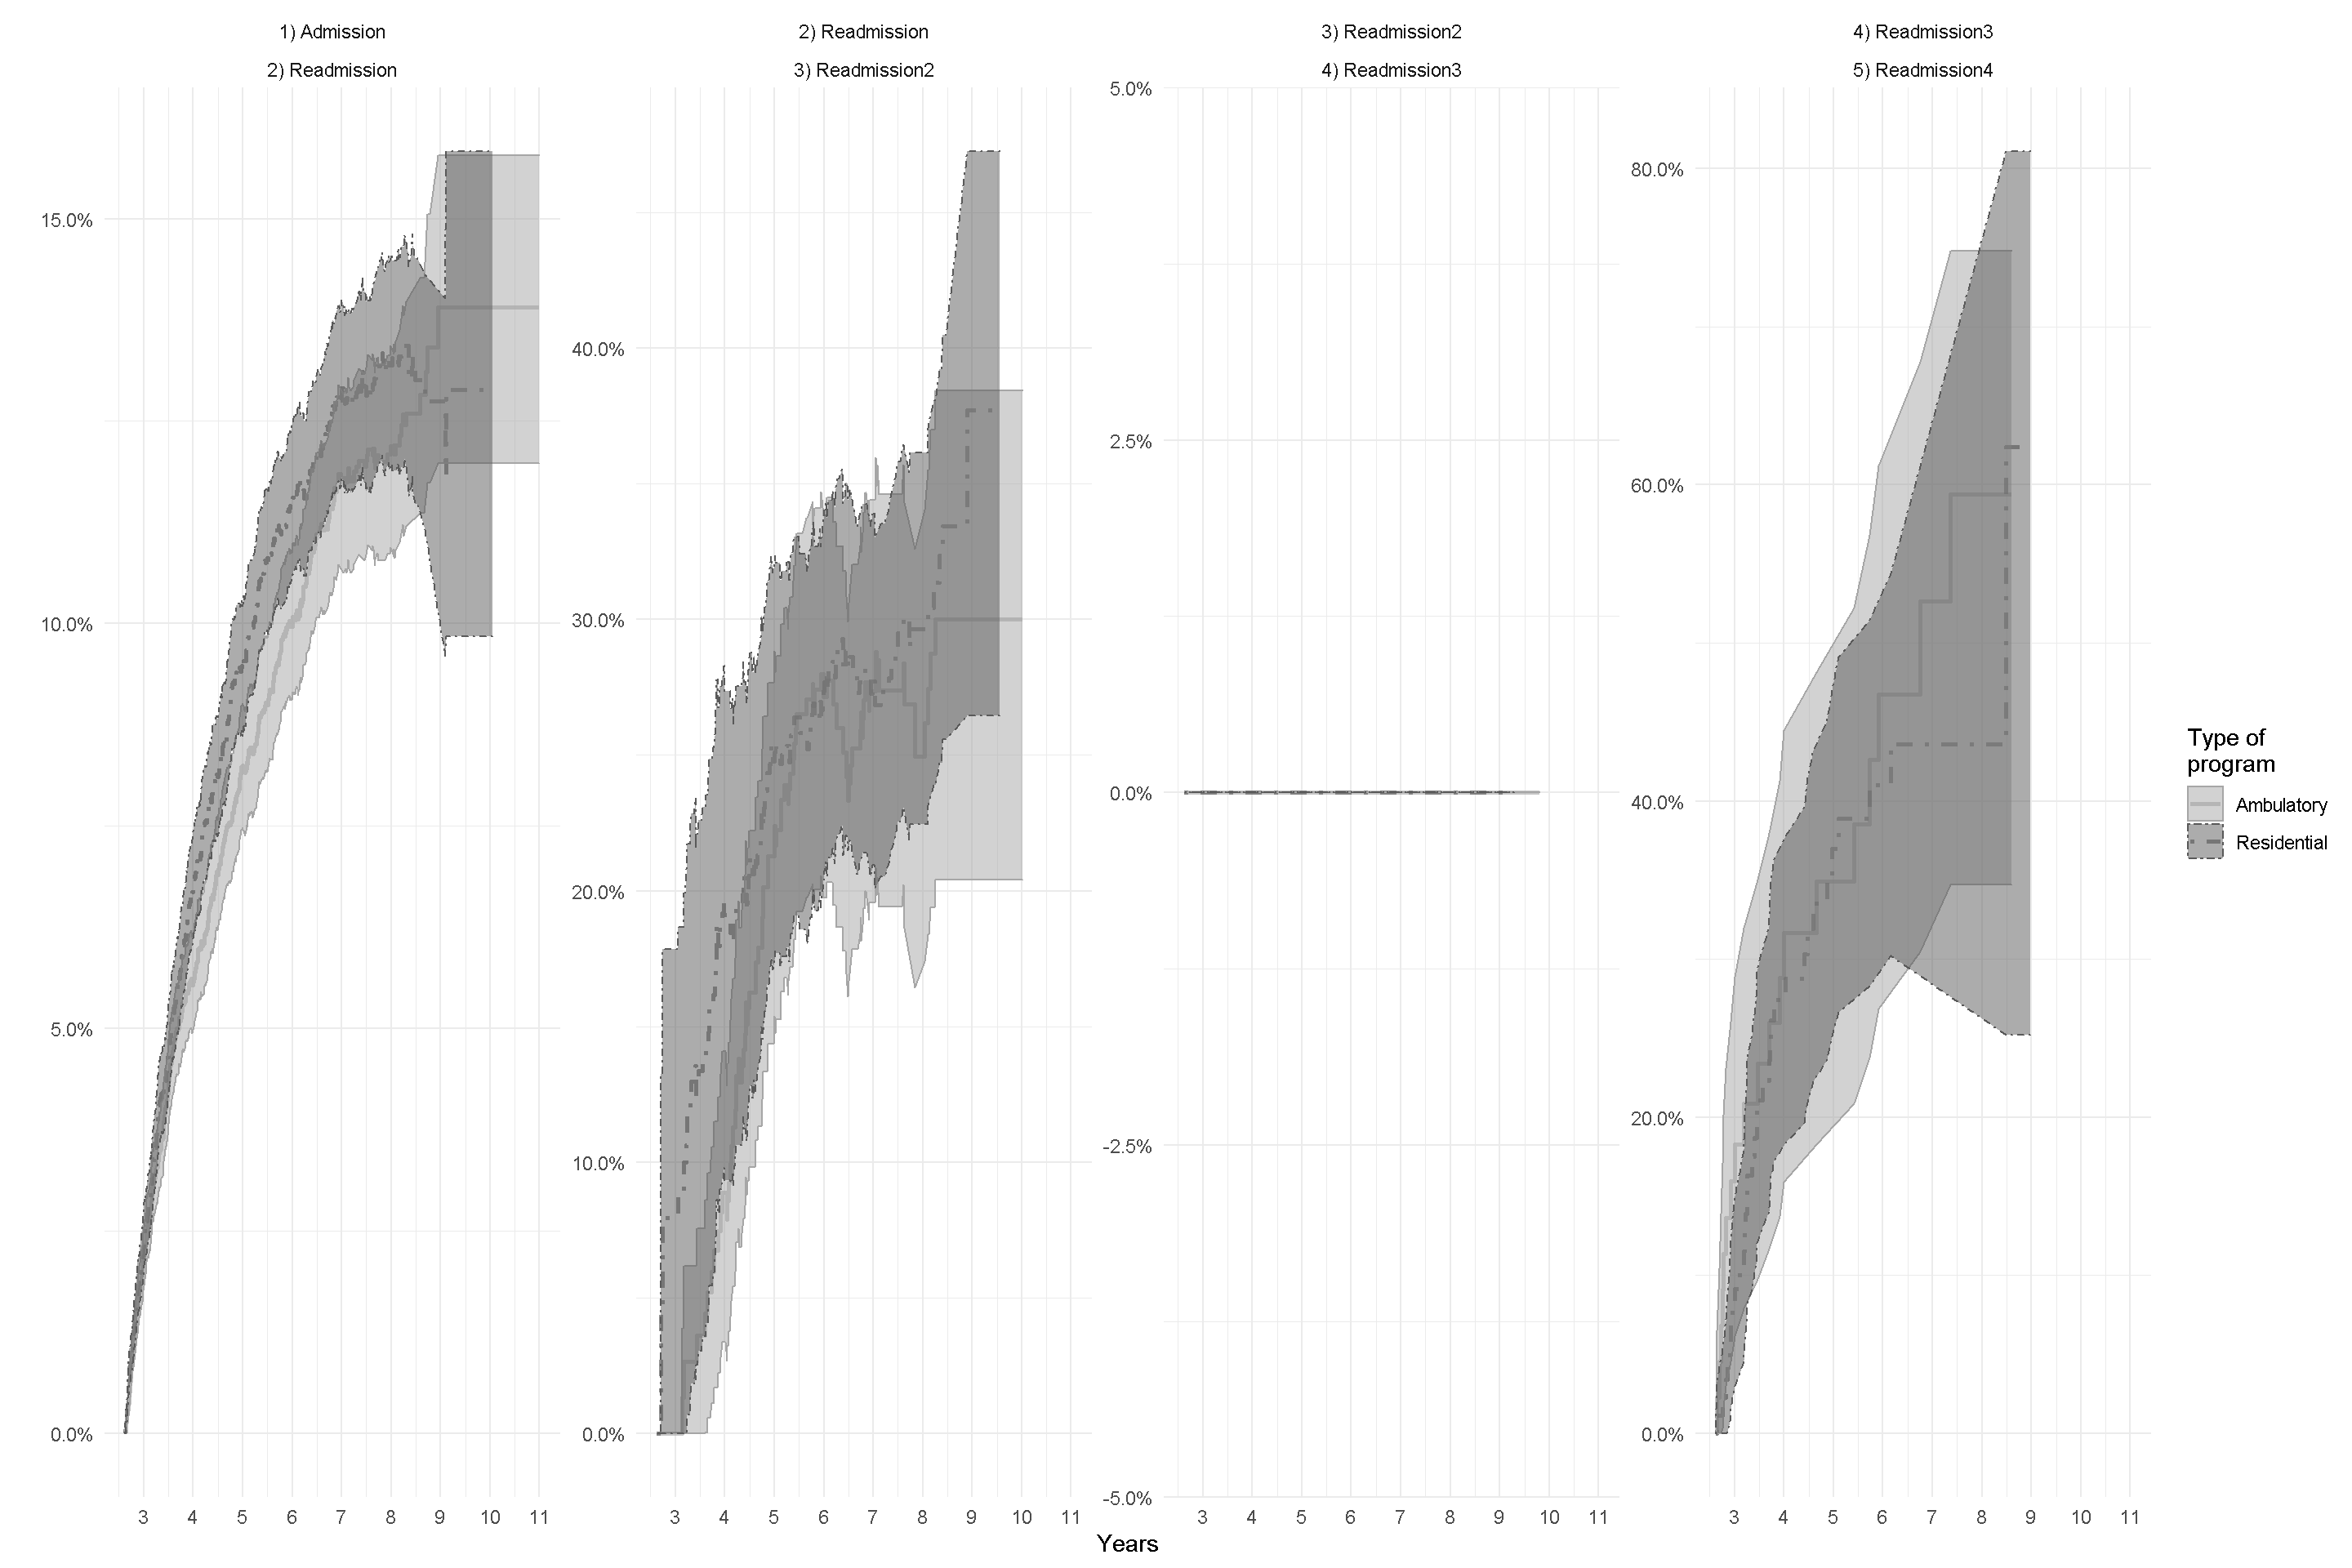 1) Admission
2) Readmission
2) Readmission
3) Readmission2
3) Readmission2
4) Readmission3
4) Readmission3
5) Readmission4
15.0%
10.0%
5.0%
0.0%
40.0%
30.0%
20.0%
10.0%
0.0%
5.0%
2.5%
0.0%
-2.5%
-5.0%
80.0%
60.0%
40.0%
20.0%
0.0%
3 4 5 6 7 8 9 10 11
3 4 5 6 7 8 9 10 11
3 4 5 6 7 8 9 10 11
3 4 5 6 7 8 9 10 11
Years
Type of
program
Ambulatory
Residential